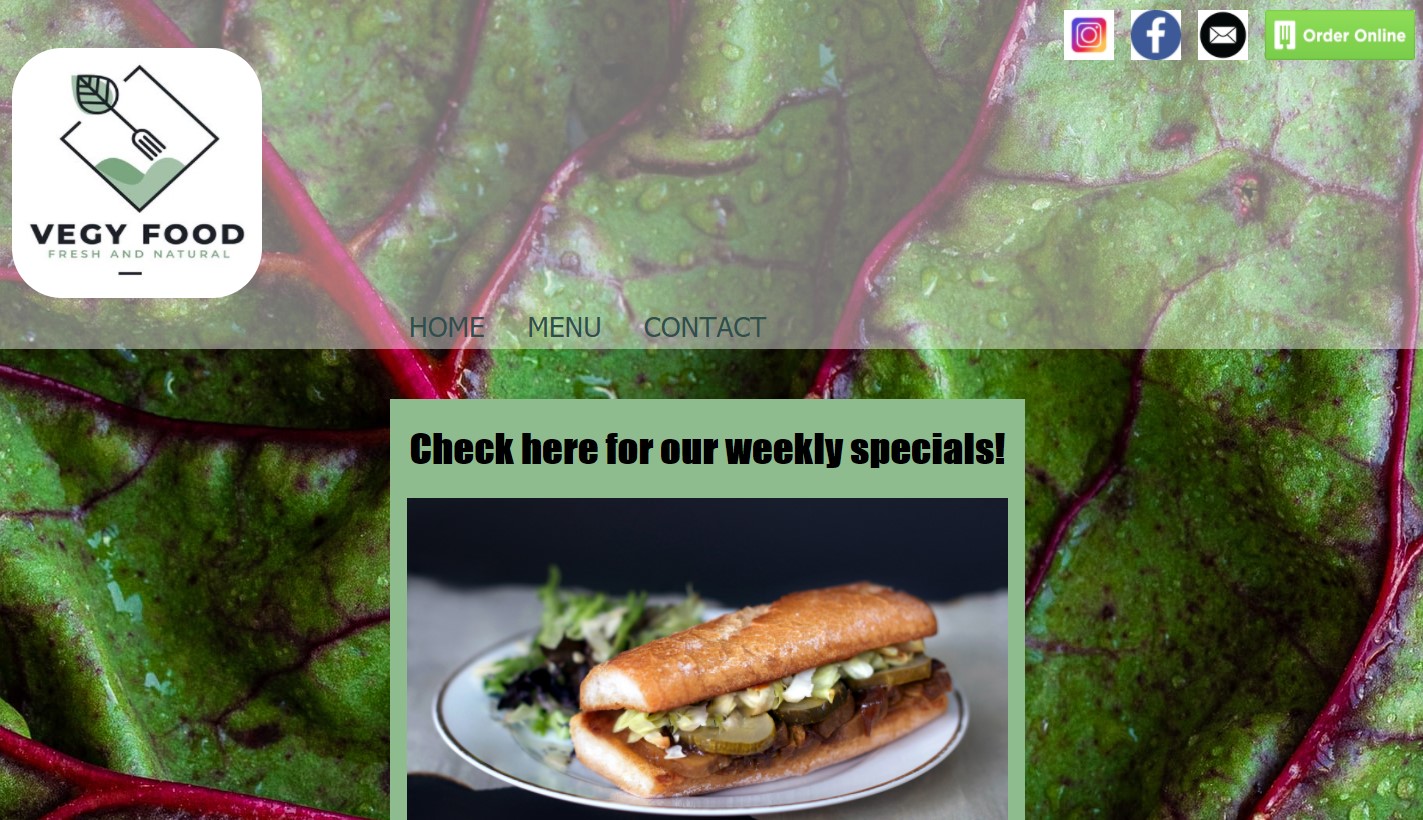 Order Online
VEGY FOOD
FRESH AND NATURAL
HOME MENU CONTACT
Check here for our weekly specials!